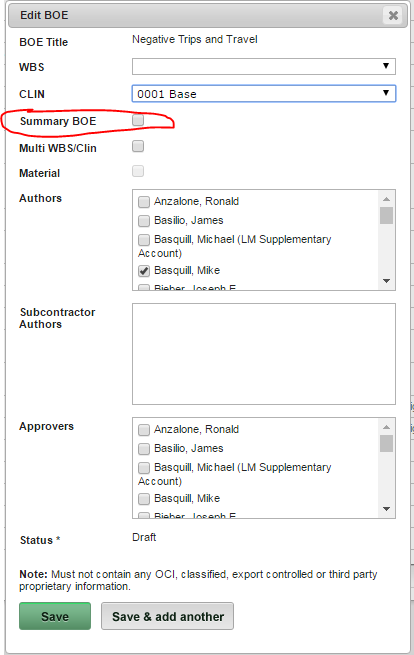 Edit BOE
BOE Title Negative Trips and Travel
WBS
CLIN 0001 Base
Summary BOE
Multi WBS/Clin
Material
Authors
Anzalone, Ronald
Basilio, James
Basquill, Michael (LM Supplementary
Account)
Basquill, Mike
Bieber, Joseph E
Subcontractor
Authors
Approvers
Anzalone, Ronald
Basilio, James
Basquill, Michael (LM Supplementary
Account)
Basquill, Mike
Bieber, Joseph E
Status * Draft
Note: Must not contain any OCI, classified, export controlled or third party
proprietary information.
Save Save & add another